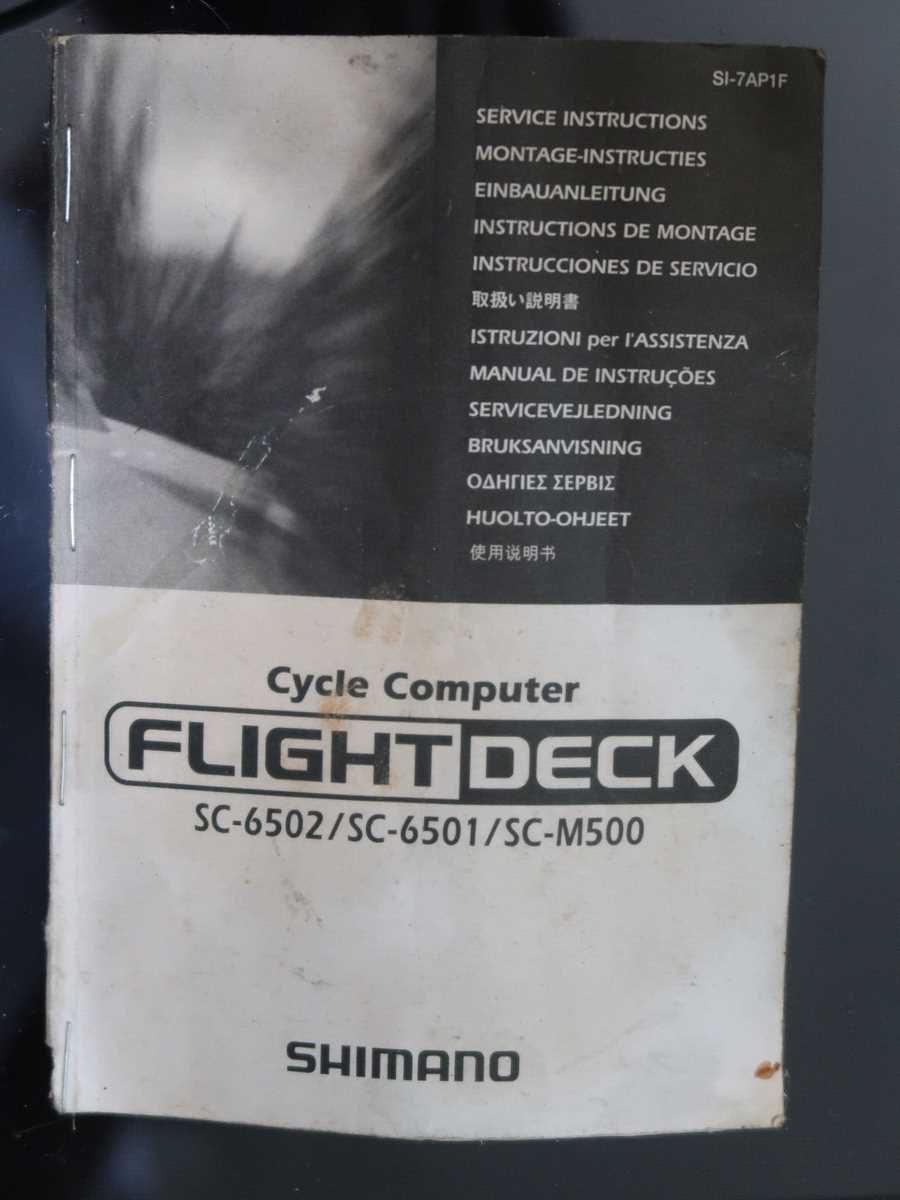 SI-7AP1F
SERVICE INSTRUCTIONS
MONTAGE-INSTRUCTIES
EINBAUANLEITUNG
INSTRUCTIONS DE MONTAGE
INSTRUCCIONES DE SERVICIO
取扱い説明書
ISTRUZIONI per l'ASSISTENZA
MANUAL DE INSTRUÇÕES
SERVICEVEJLEDNING
BRUKSANVISNING
ΟΔΗΓΙΕΣ ΣΕΡΒΙΣ
HUOLTO-OHJEET
使用说明书
Cycle Computer
FLIGHT DECK
SC-6502/SC-6501/SC-M500
SHIMANO